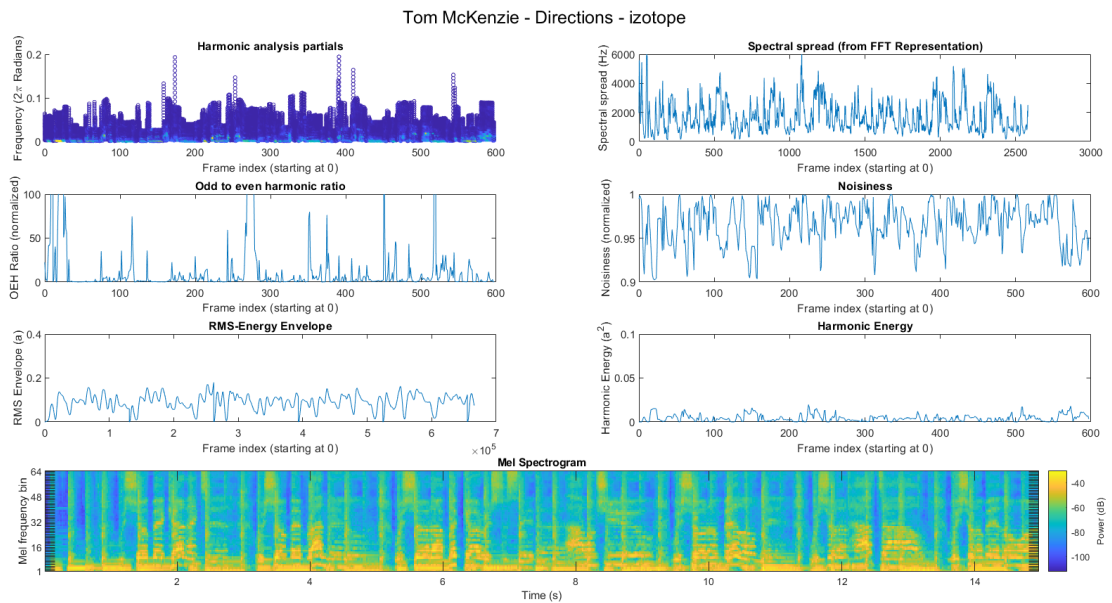 Tom McKenzie - Directions - izotope
Harmonic analysis partials
Frequency (2π Radians)
0.2
0.1
0
0 100 200 300 400 500 600
Frame index (starting at 0)
Spectral spread (from FFT Representation)
Spectral spread (Hz)
6000
4000
2000
0
0 500 1000 1500 2000 2500 3000
Frame index (starting at 0)
Odd to even harmonic ratio
OEH Ratio (normalized)
100
50
0
0 100 200 300 400 500 600
Frame index (starting at 0)
Noisiness
Noisiness (normalized)
1
0.95
0.9
0 100 200 300 400 500 600
Frame index (starting at 0)
RMS-Energy Envelope
RMS Envelope (a)
0.4
0.2
0
0 1 2 3 4 5 6 7
Frame index (starting at 0)
×10⁵
Harmonic Energy
Harmonic Energy (a²)
0.1
0.05
0
0 100 200 300 400 500 600
Frame index (starting at 0)
Mel Spectrogram
Mel frequency bin
64
48
32
16
1
2 4 6 8 10 12 14
Time (s)
-40
-60
-80
-100
Power (dB)